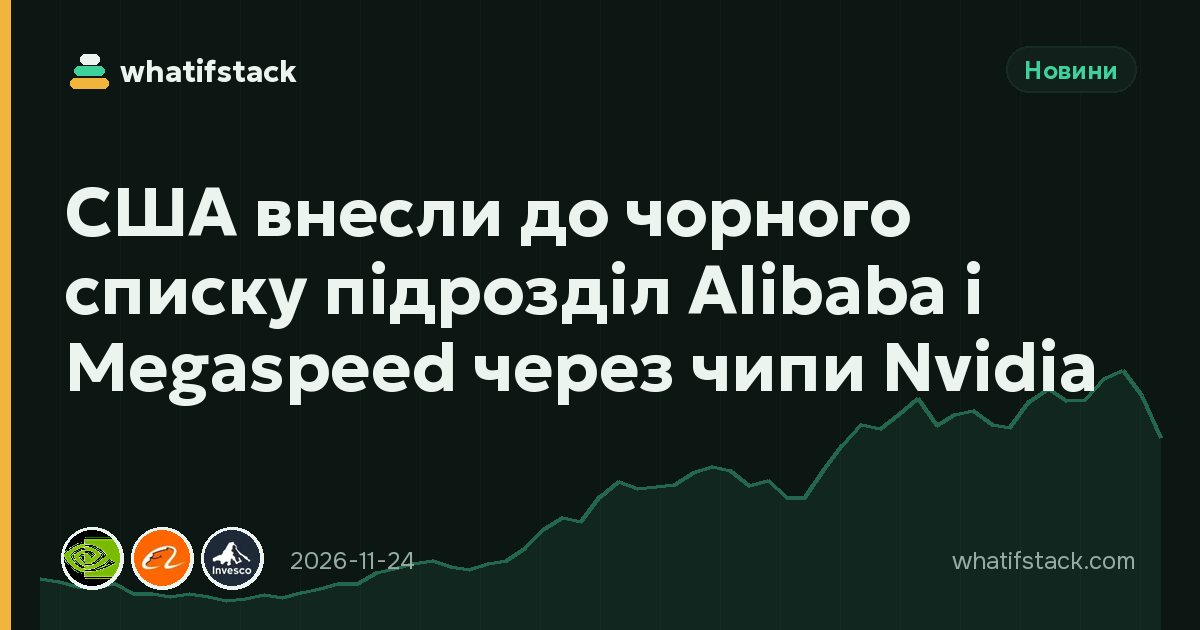 whatifstack
Новини
США внесли до чорного
списку підрозділ Alibaba і
Megaspeed через чипи Nvidia
Invesco
2026-11-24
whatifstack.com